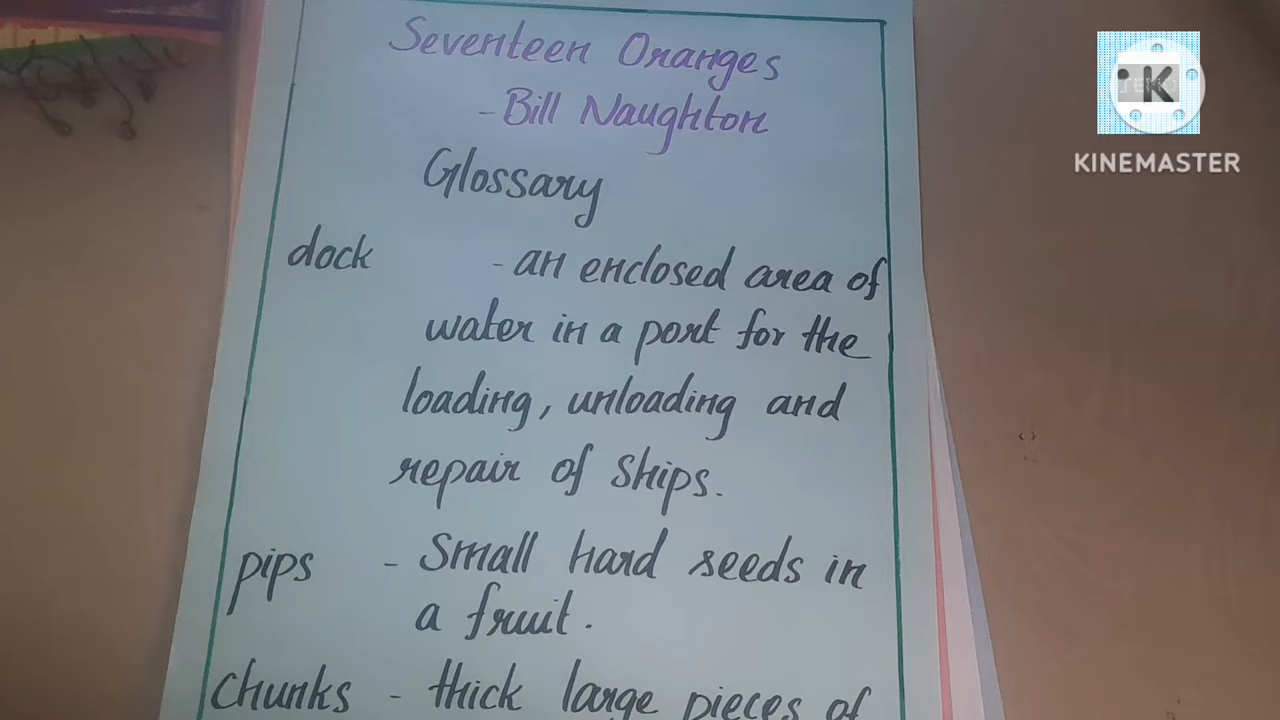 Seventeen Oranges
- Bill Naughton
Glossary
dock - an enclosed area of
water in a port for the
loading, unloading and
repair of ships.
pips - Small hard seeds in
a fruit.
Chunks - thick large pieces of
K
KINEMASTER